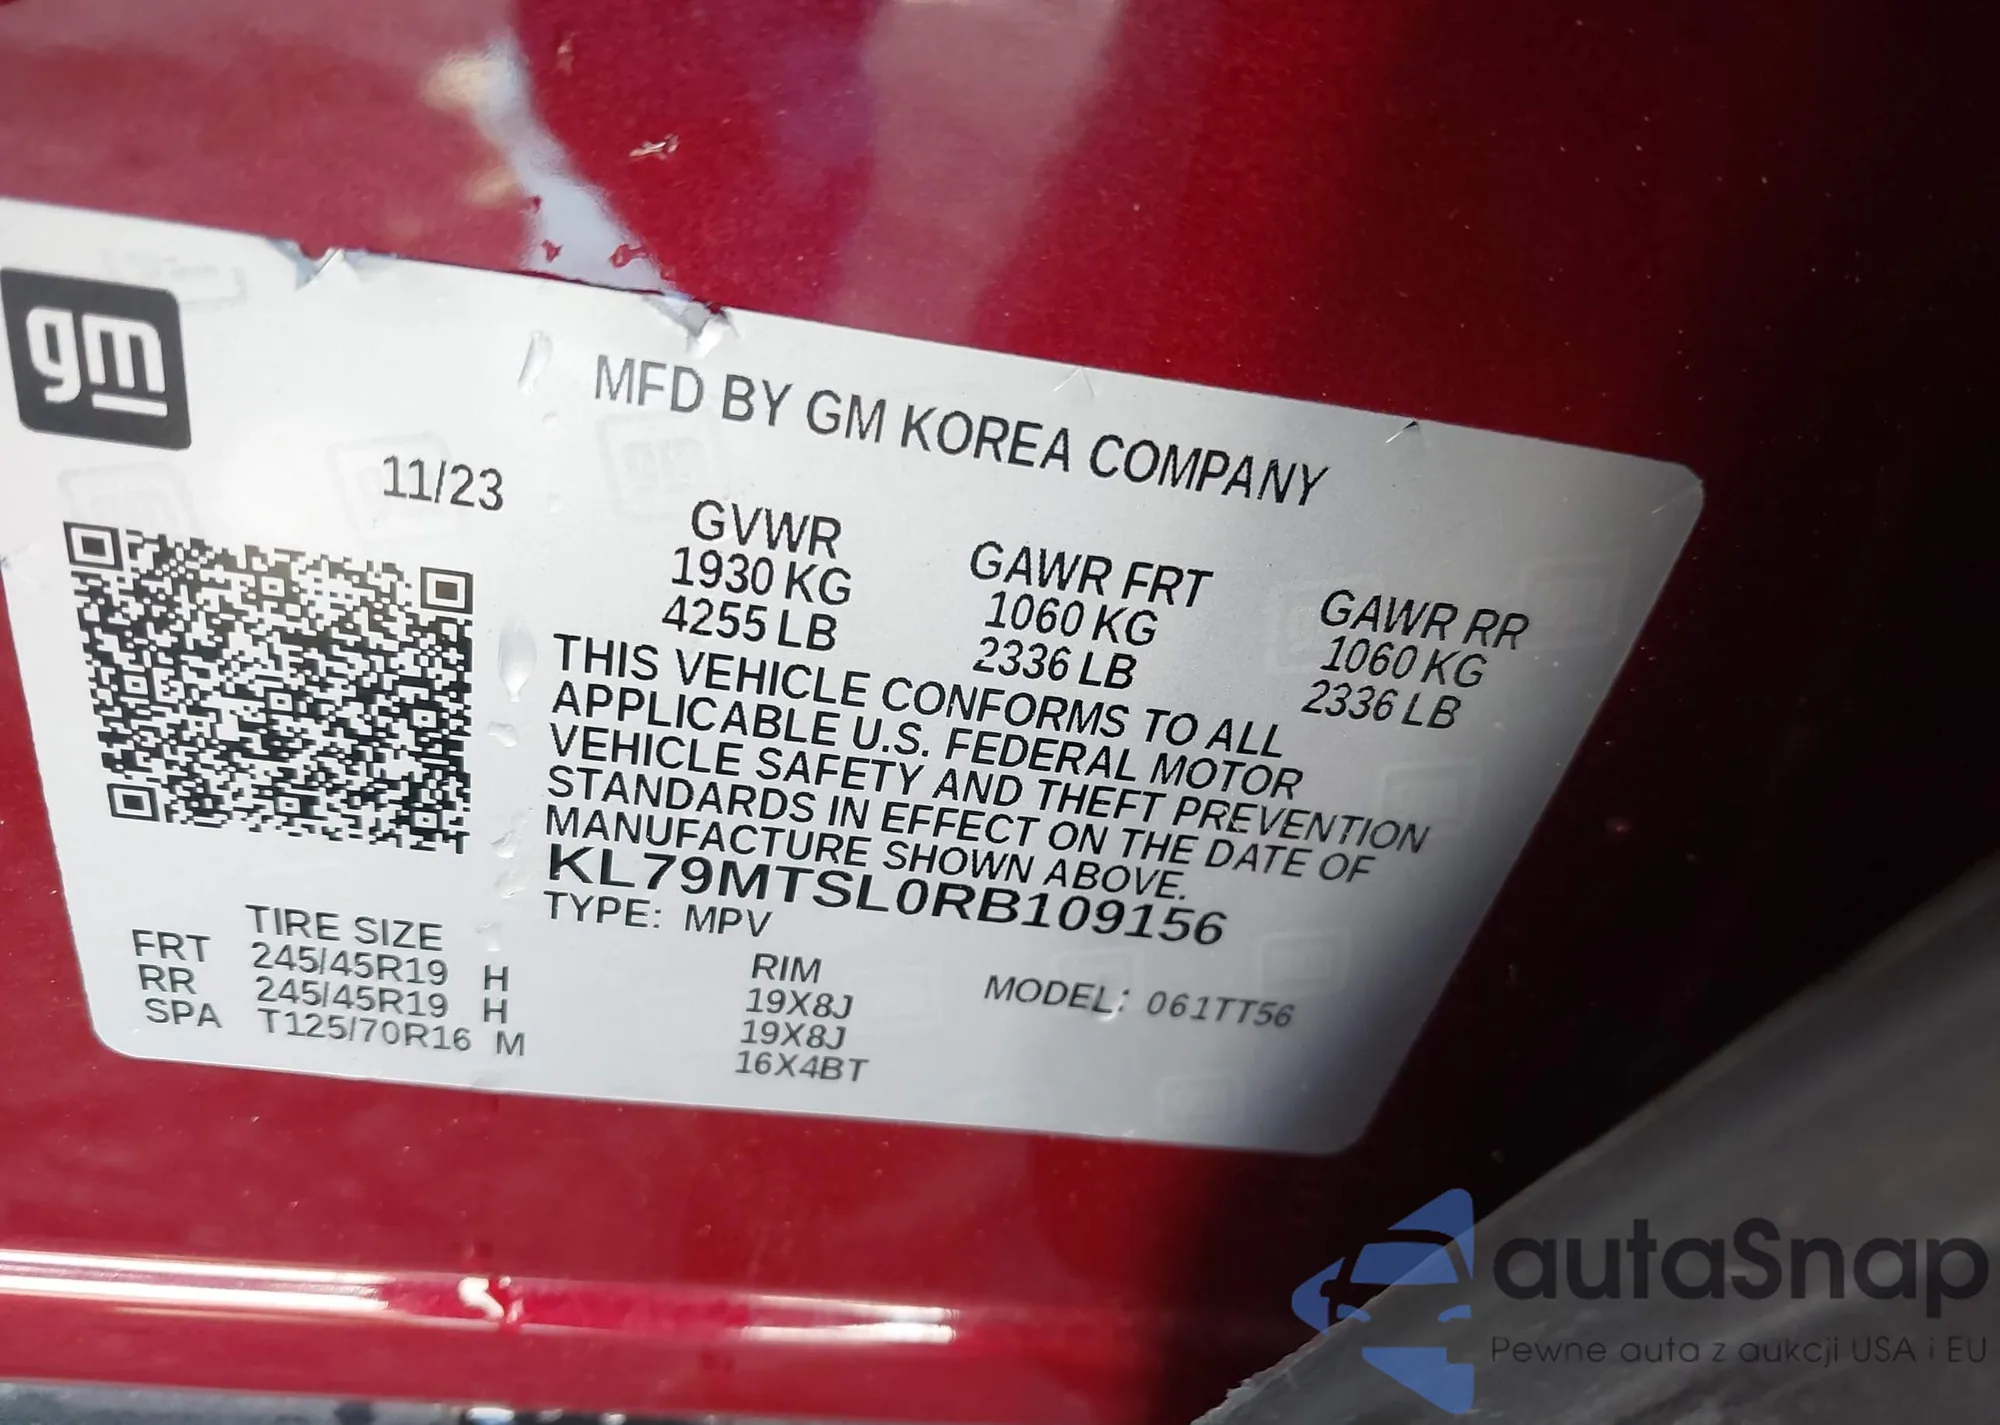 gm
MFD BY GM KOREA COMPANY
11/23
GVWR GAWR FRT GAWR RR
1930 KG 1060 KG 1060 KG
4255 LB 2336 LB 2336 LB
THIS VEHICLE CONFORMS TO ALL
APPLICABLE U.S. FEDERAL MOTOR
VEHICLE SAFETY AND THEFT PREVENTION
STANDARDS IN EFFECT ON THE DATE OF
MANUFACTURE SHOWN ABOVE.
KL79MTSL0RB109156
TYPE: MPV
TIRE SIZE RIM MODEL: 061TT56
FRT 245/45R19 H 19X8J
RR 245/45R19 H 19X8J
SPA T125/70R16 M 16X4BT
autaSnap
Pewne auta z aukcji USA i EU